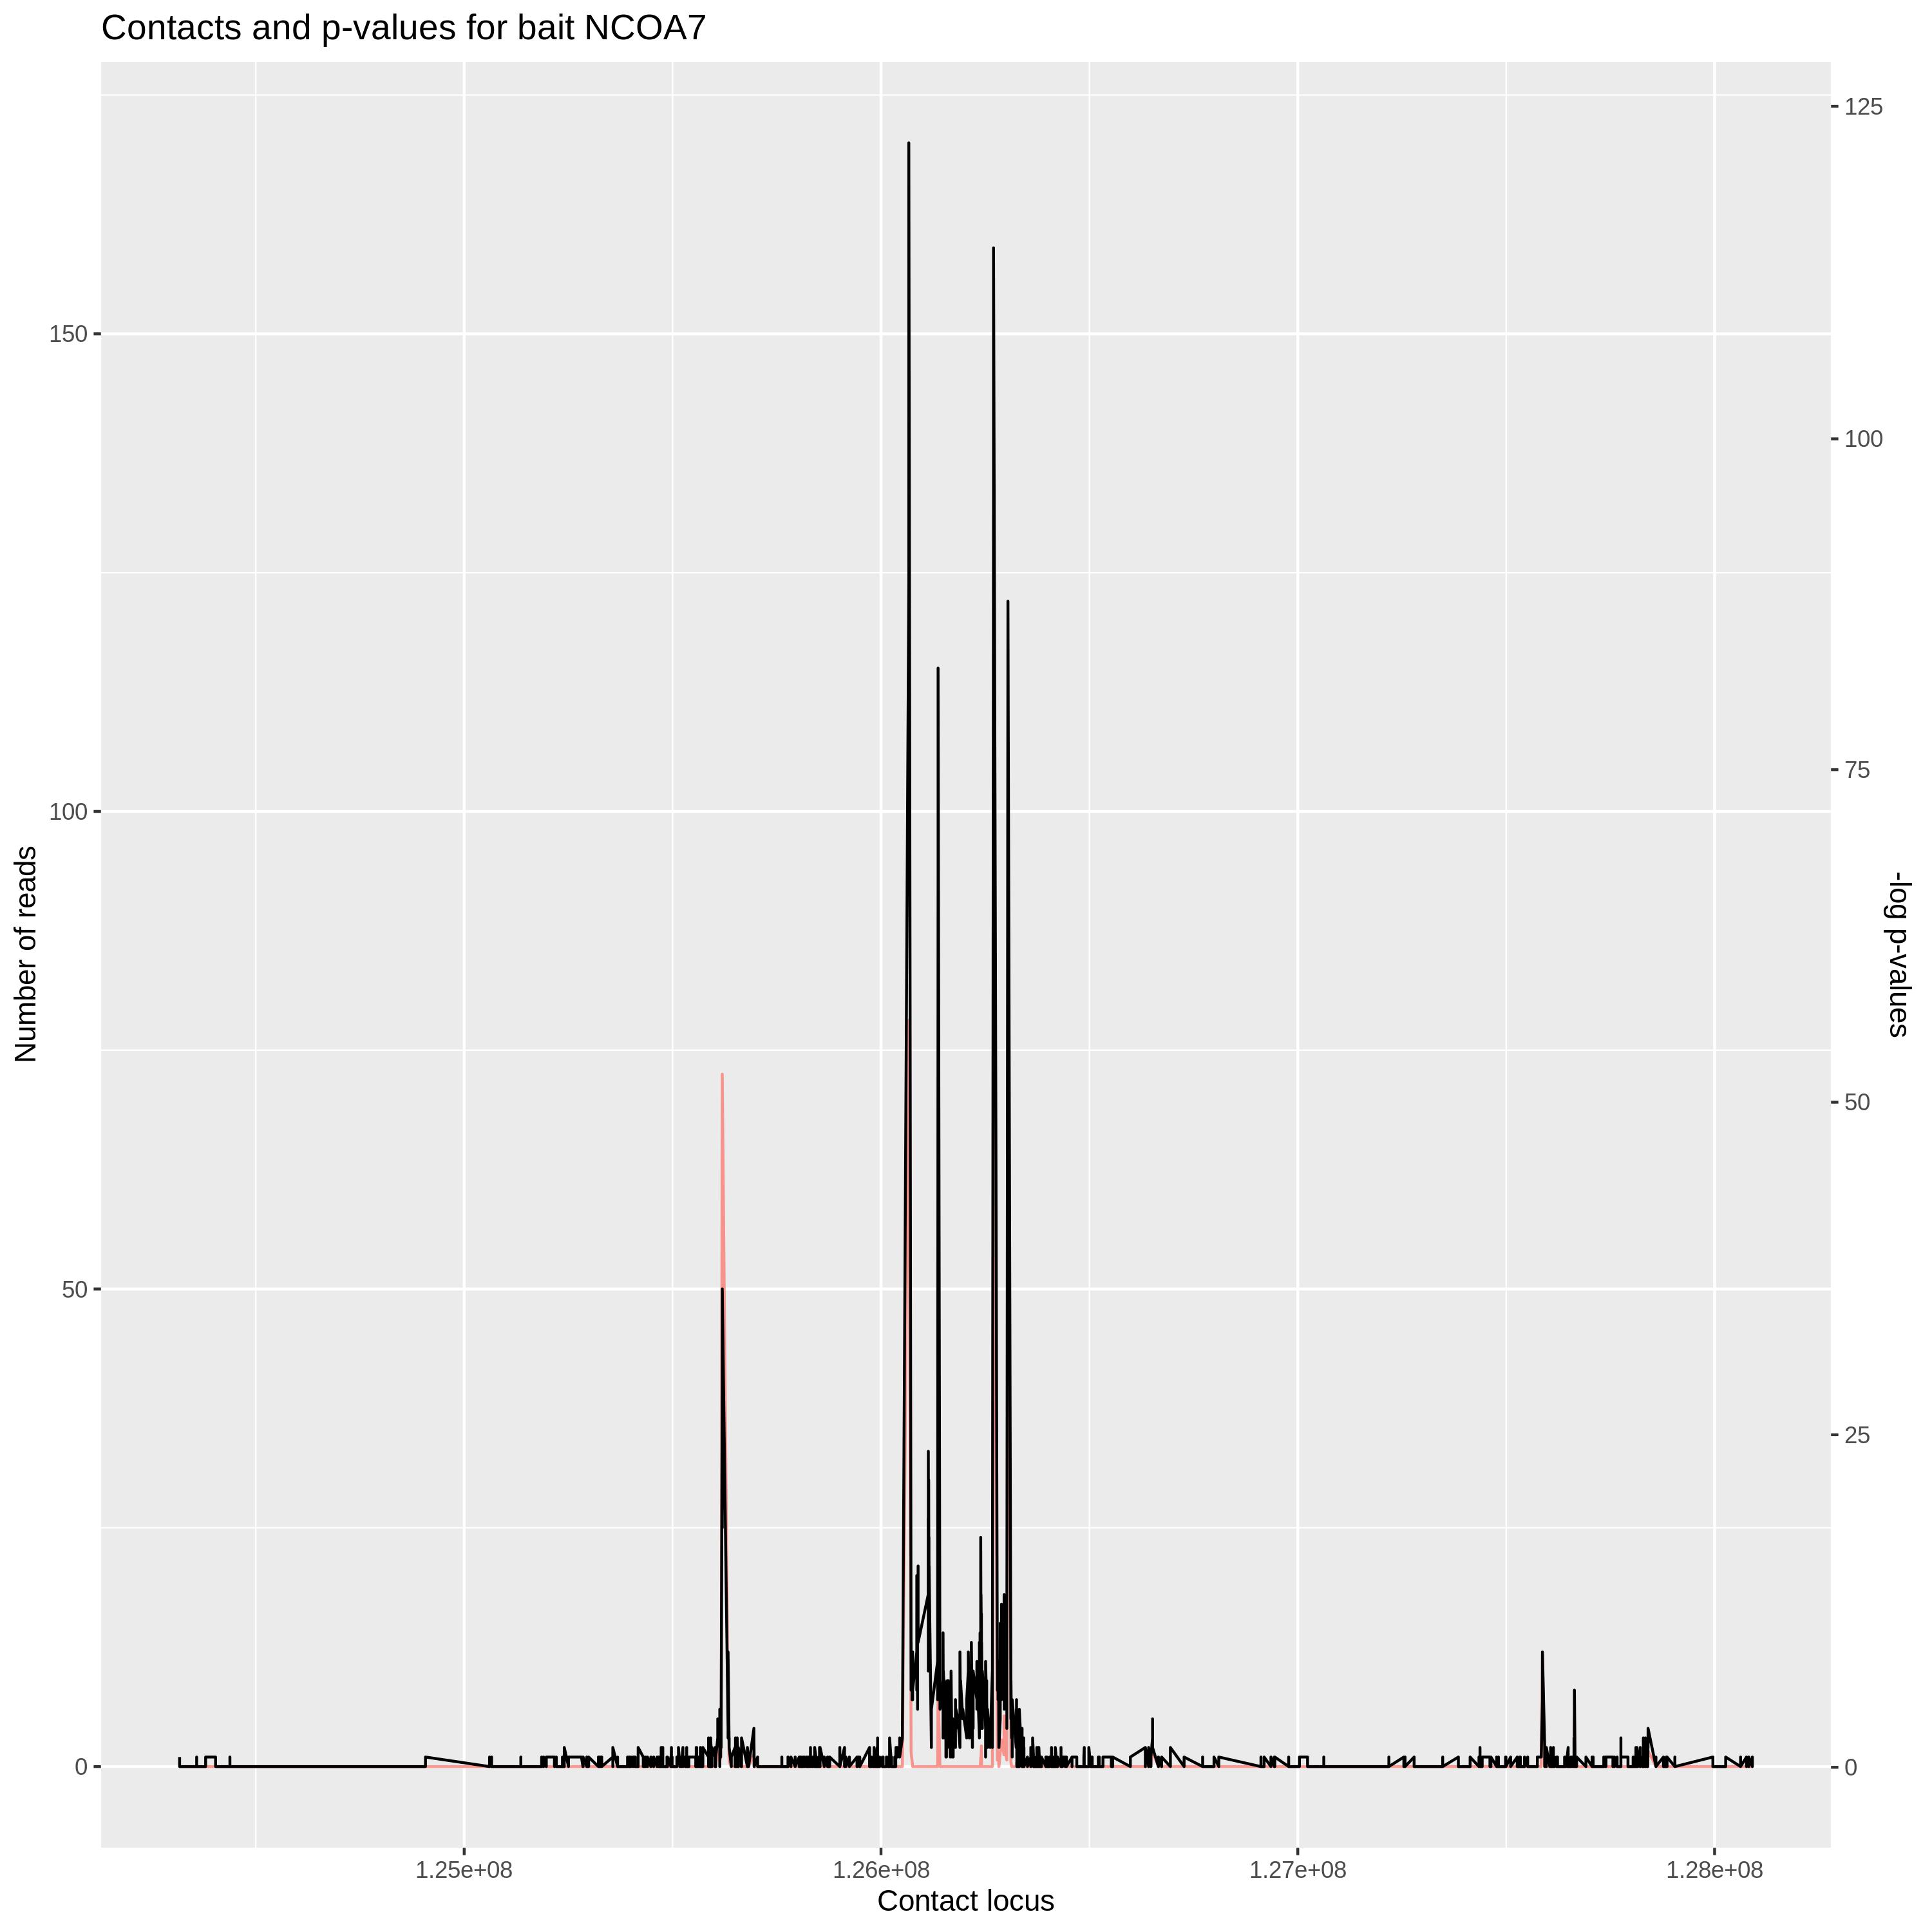 Contacts and p-values for bait NCOA7
125
150
100
100
75
Number of reads
-log p-values
50
50
25
0
0
1.25e+08
1.26e+08
1.27e+08
1.28e+08
Contact locus